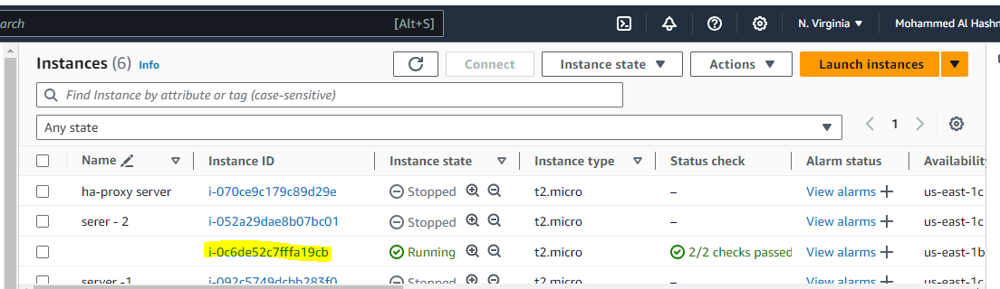 arch [Alt+S] N. Virginia Mohammed Al Hashm
Instances (6) Info Connect Instance state Actions Launch instances
Find Instance by attribute or tag (case-sensitive)
Any state 1
Name Instance ID Instance state Instance type Status check Alarm status Availability
ha-proxy server i-070ce9c179c89d29e Stopped t2.micro – View alarms us-east-1c
serer - 2 i-052a29dae8b07bc01 Stopped t2.micro – View alarms us-east-1c
i-0c6de52c7fffa19cb Running t2.micro 2/2 checks passed View alarms us-east-1b
server -1 i-092c5749dcbb283f0 Stopped t2.micro – View alarms us-east-1c